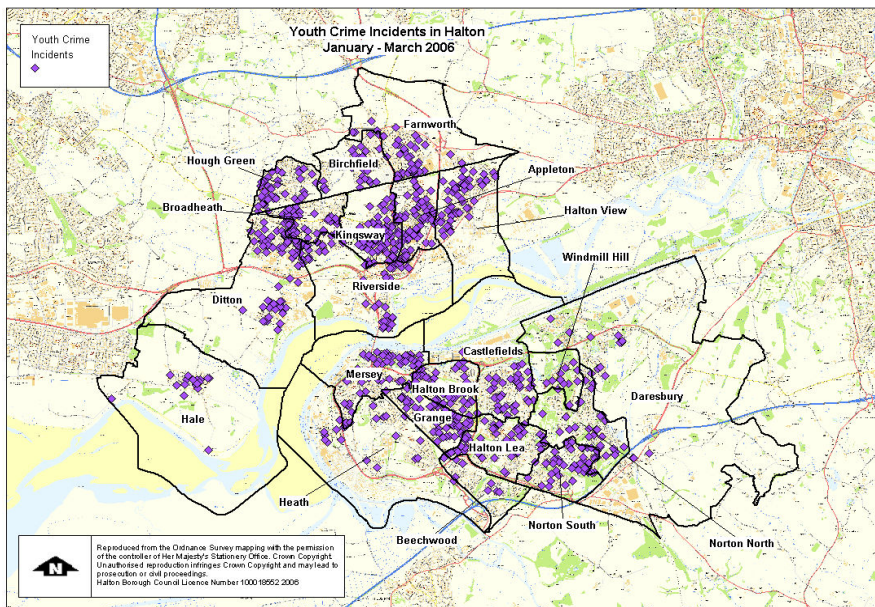 Youth Crime Incidents in Halton
January - March 2006
Youth Crime
Incidents
Farnworth
Hough Green
Birchfield
Appleton
Broadheath
Halton View
Kingsway
Windmill Hill
Riverside
Ditton
Castlefields
Mersey
Halton Brook
Daresbury
Hale
Grange
Halton Lea
Heath
Norton South
Beechwood
Norton North
N
Reproduced from the Ordnance Survey mapping with the permission
of the controller of Her Majesty's Stationery Office. Crown Copyright.
Unauthorised reproduction infringes Crown Copyright and may lead to
prosecution or civil proceedings.
Halton Borough Council Licence Number 100018552 2006